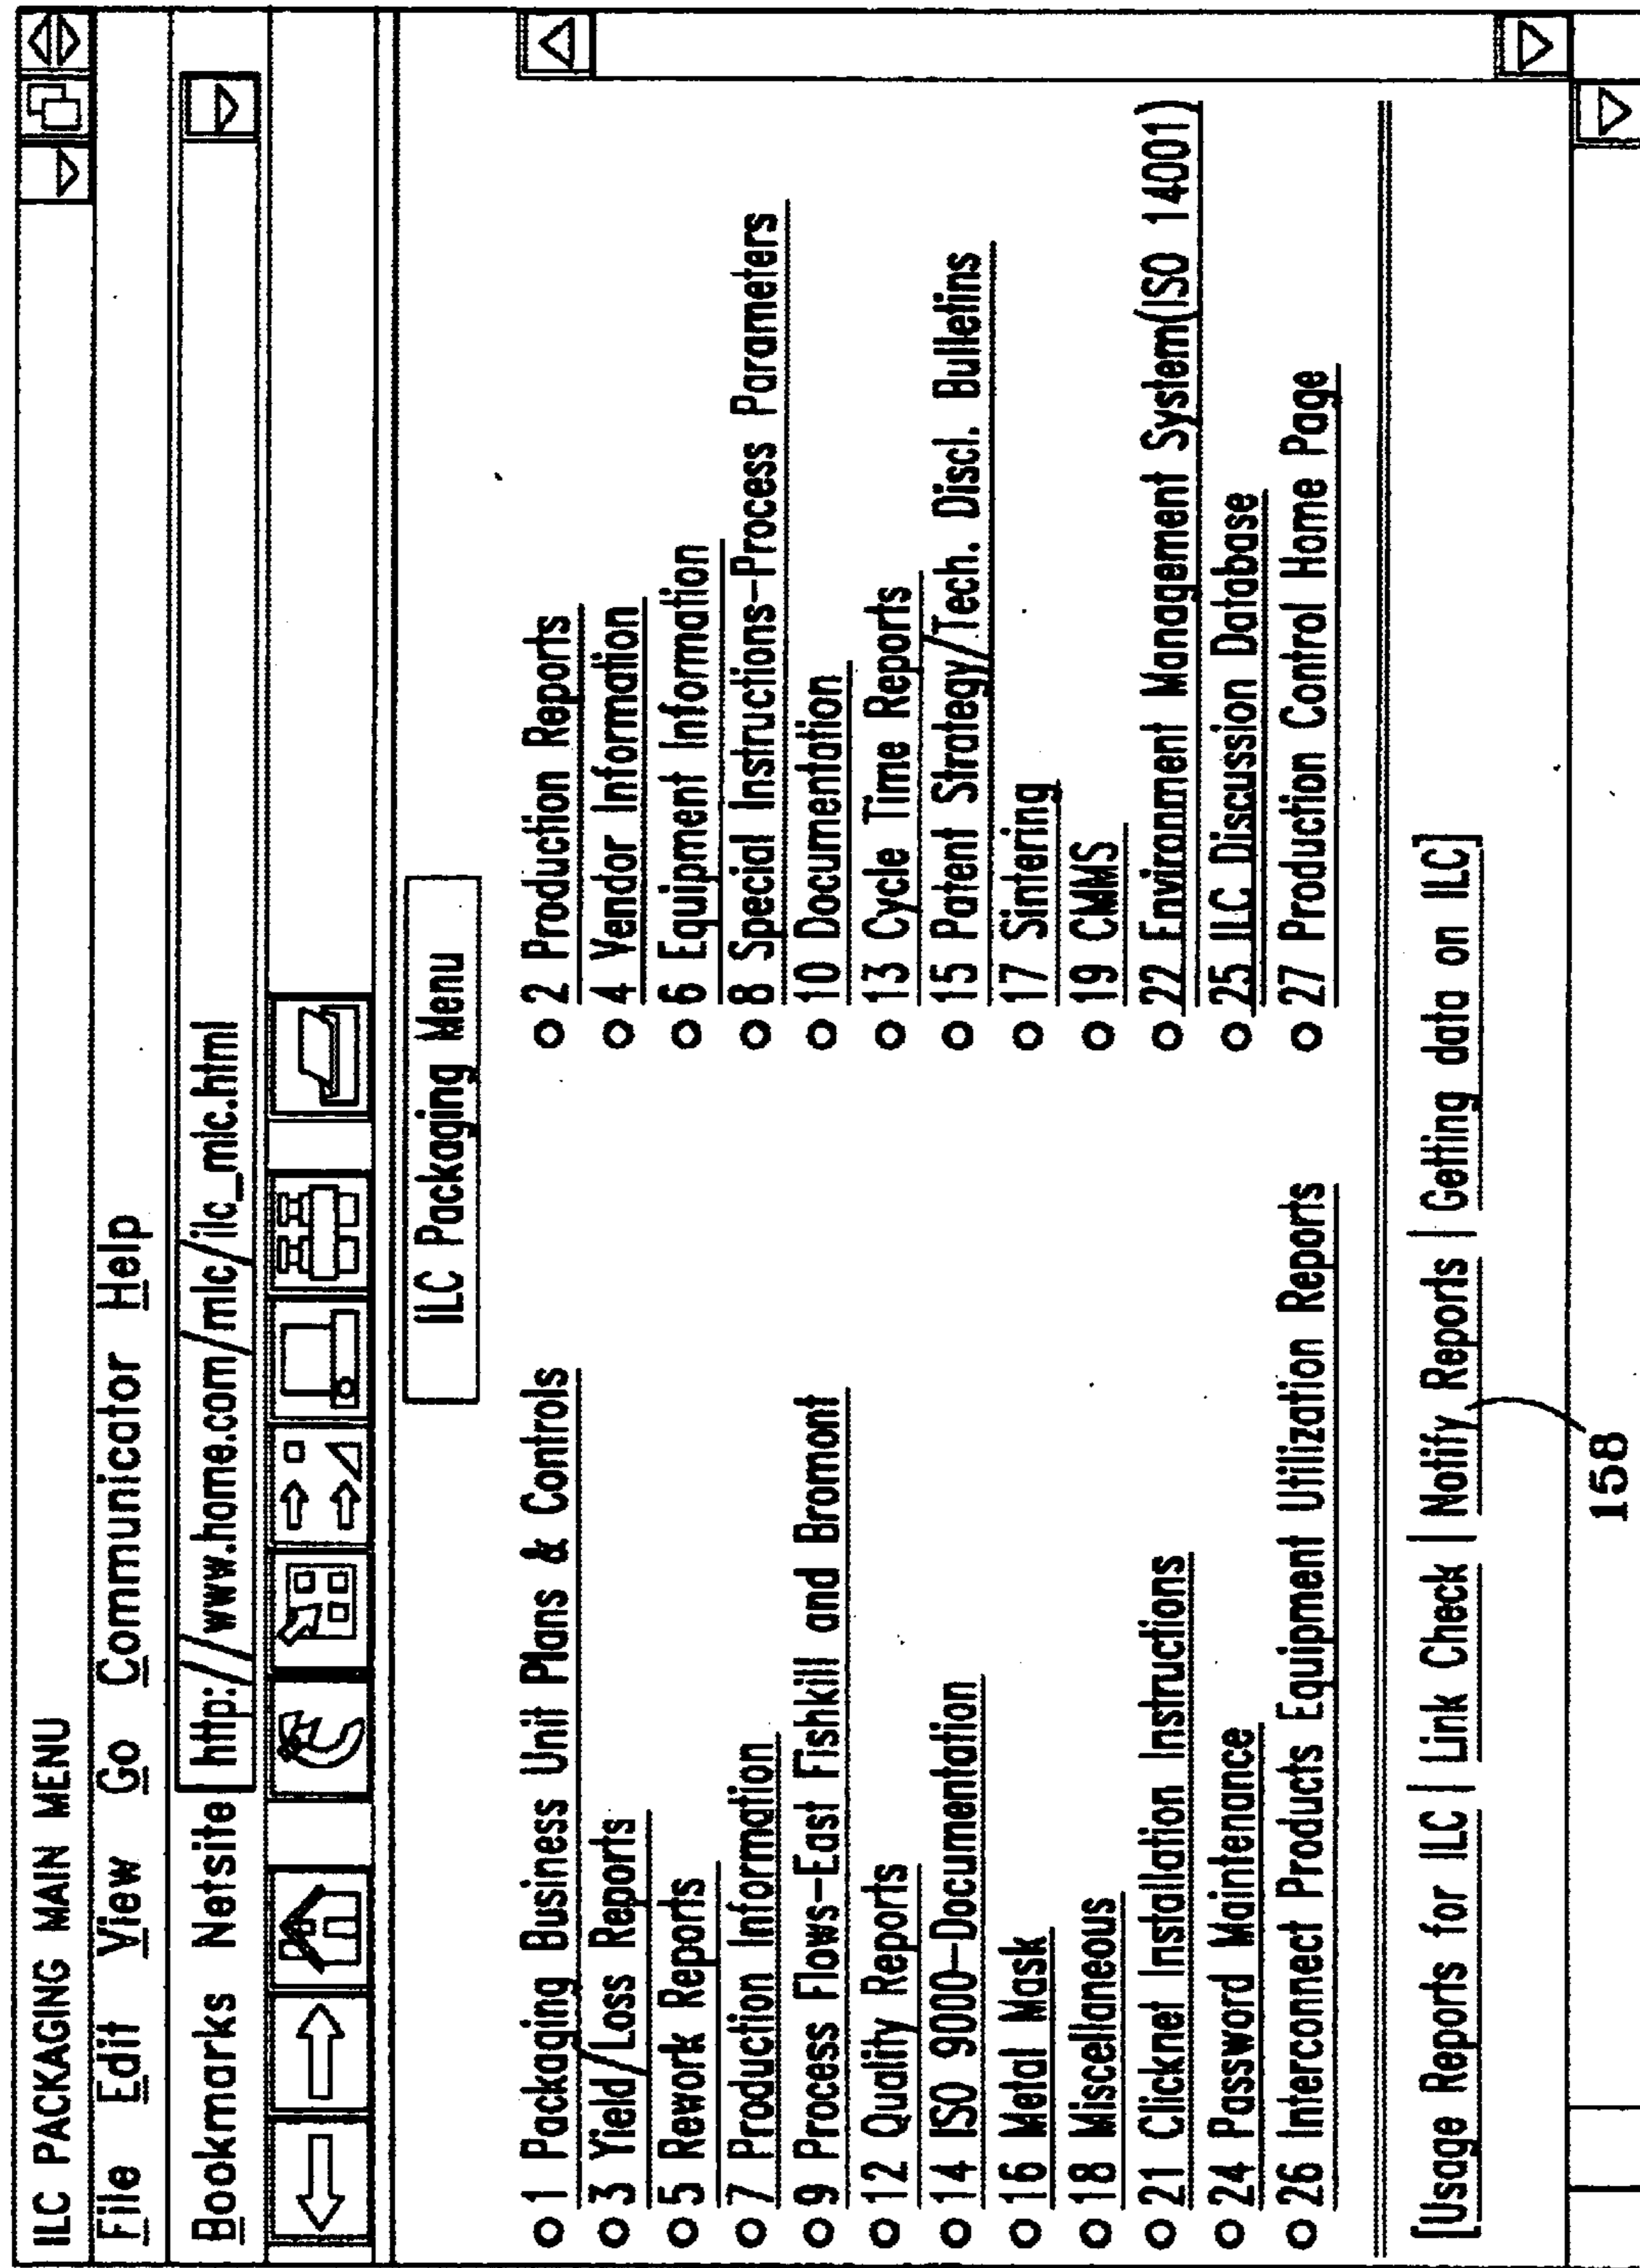 ILC PACKAGING MAIN MENU
File Edit View Go Communicator Help
Bookmarks Netsite http://www.home.com/mlc/ilc_mlc.html
ILC Packaging Menu
1 Packaging Business Unit Plans & Controls
3 Yield/Loss Reports
5 Rework Reports
7 Production Information
9 Process Flows-East Fishkill and Bromont
12 Quality Reports
14 ISO 9000-Documentation
16 Metal Mask
18 Miscellaneous
21 Clicknet Installation Instructions
24 Password Maintenance
26 Interconnect Products Equipment Utilization Reports
2 Production Reports
4 Vendor Information
6 Equipment Information
8 Special Instructions-Process Parameters
10 Documentation
13 Cycle Time Reports
15 Patent Strategy/Tech. Discl. Bulletins
17 Sintering
19 CMMS
22 Environment Management System(ISO 14001)
25 ILC Discussion Database
27 Production Control Home Page
[Usage Reports for ILC | Link Check | Notify Reports | Getting data on ILC]
158